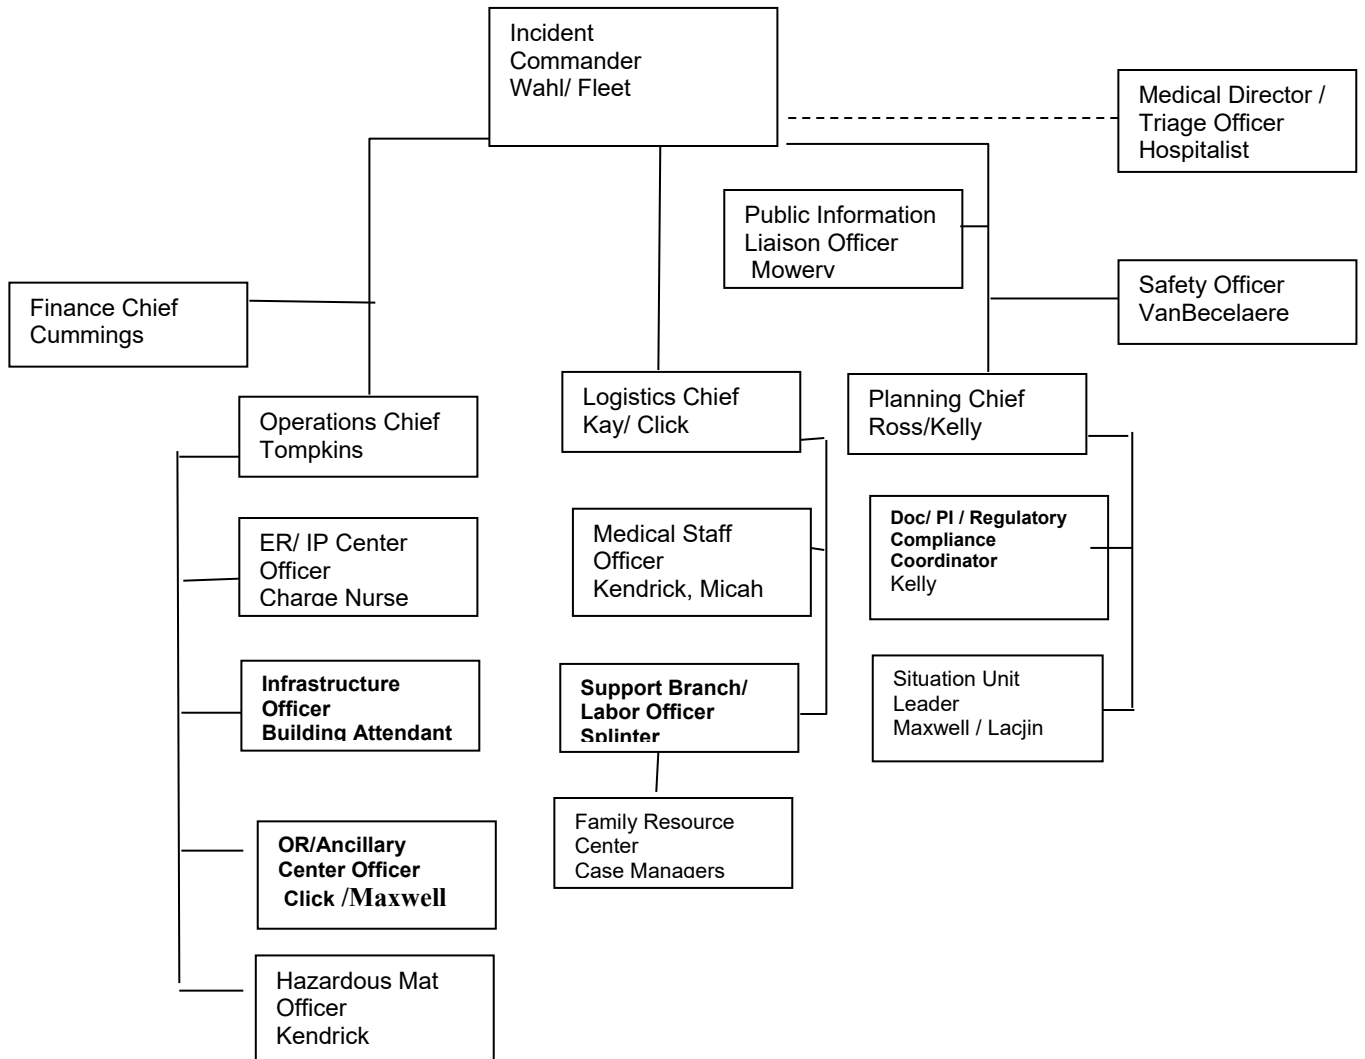 Incident
Commander
Wahl/ Fleet
Medical Director /
Triage Officer
Hospitalist
Public Information
Liaison Officer
Mowery
Safety Officer
VanBecelaere
Finance Chief
Cummings
Operations Chief
Tompkins
Logistics Chief
Kay/ Click
Planning Chief
Ross/Kelly
ER/ IP Center
Officer
Charge Nurse
Medical Staff
Officer
Kendrick, Micah
Doc/ PI / Regulatory
Compliance
Coordinator
Kelly
Infrastructure
Officer
Building Attendant
Support Branch/
Labor Officer
Splinter
Situation Unit
Leader
Maxwell / Lacjin
OR/Ancillary
Center Officer
Click /Maxwell
Family Resource
Center
Case Managers
Hazardous Mat
Officer
Kendrick